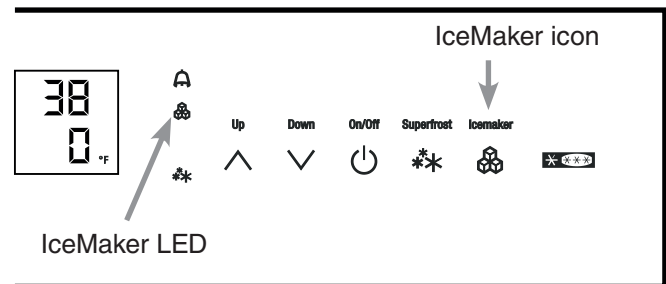 IceMaker icon
38
0 °F
Up Down On/Off Superfrost Icemaker
IceMaker LED